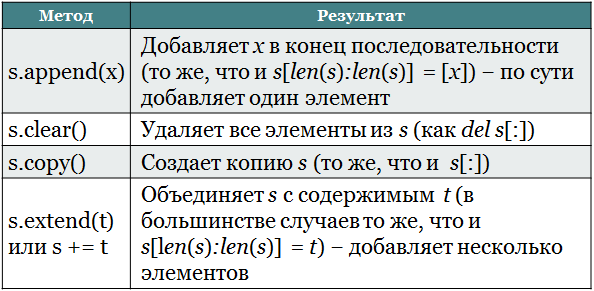 Метод Результат
s.append(x) Добавляет x в конец последовательности
(то же, что и s[len(s):len(s)] = [x]) – по сути
добавляет один элемент
s.clear() Удаляет все элементы из s (как del s[:])
s.copy() Создает копию s (то же, что и s[:])
s.extend(t)
или s += t
Объединяет s с содержимым t (в
большинстве случаев то же, что и
s[len(s):len(s)] = t) – добавляет несколько
элементов